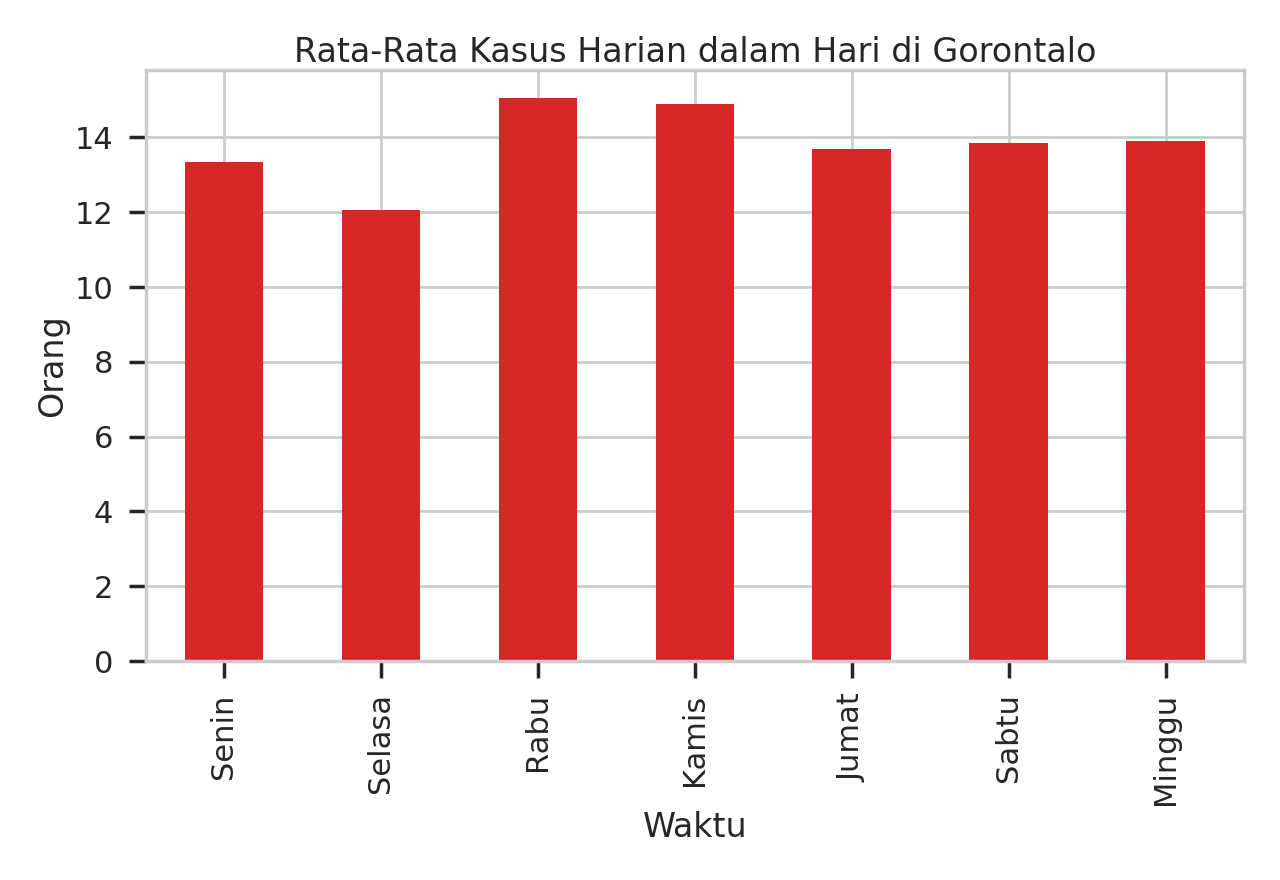 Rata-Rata Kasus Harian dalam Hari di Gorontalo
14
12
10
8
6
4
2
0
Orang
Senin
Selasa
Rabu
Kamis
Jumat
Sabtu
Minggu
Waktu